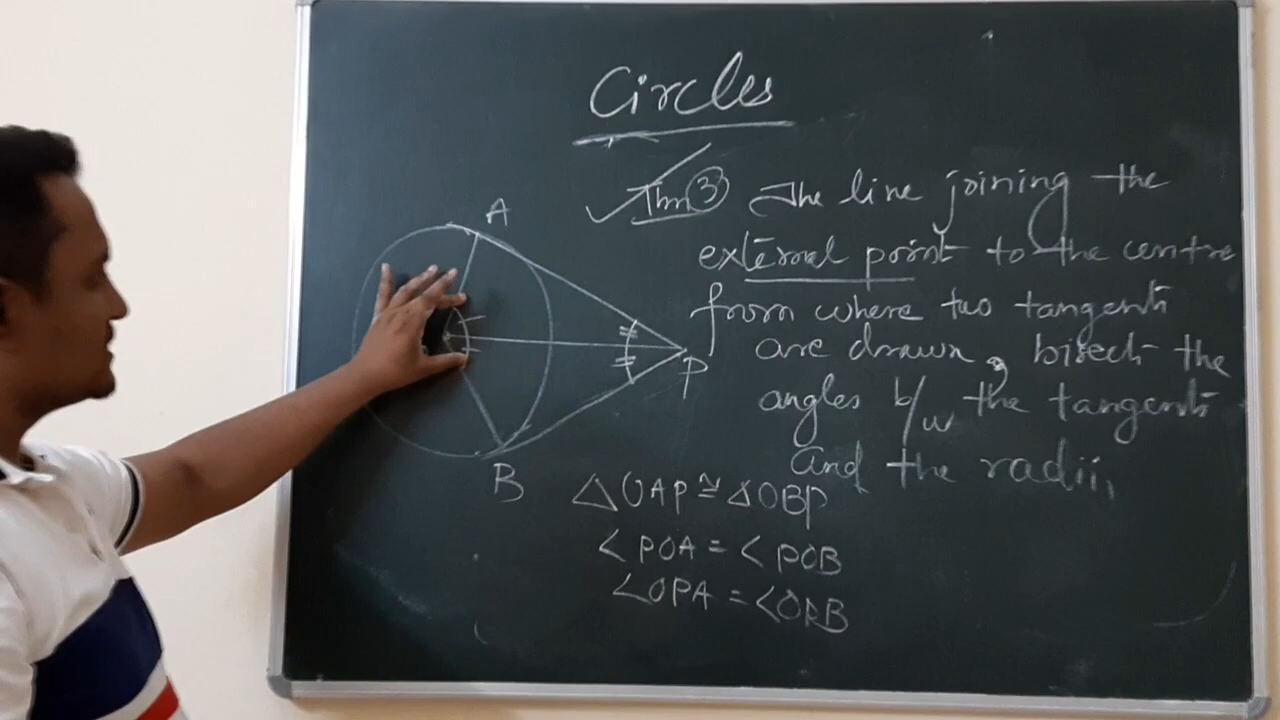 Circles
Thm 3 The line joining the
external point to the centre
from where two tangents
are drawn, bisect the
angles b/w the tangents
and the radii,
A
P
B
△OAP ≅ △OBP
∠POA = ∠POB
∠OPA = ∠OPB